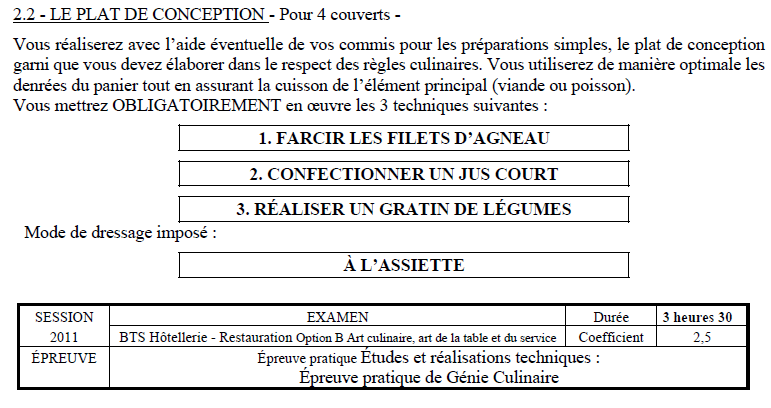 2.2 - LE PLAT DE CONCEPTION - Pour 4 couverts -
Vous réaliserez avec l'aide éventuelle de vos commis pour les préparations simples, le plat de conception
garni que vous devez élaborer dans le respect des règles culinaires. Vous utiliserez de manière optimale les
denrées du panier tout en assurant la cuisson de l'élément principal (viande ou poisson).
Vous mettrez OBLIGATOIREMENT en œuvre les 3 techniques suivantes :
1. FARCIR LES FILETS D'AGNEAU
2. CONFECTIONNER UN JUS COURT
3. RÉALISER UN GRATIN DE LÉGUMES
Mode de dressage imposé :
À L'ASSIETTE
SESSION EXAMEN Durée 3 heures 30
2011 BTS Hôtellerie - Restauration Option B Art culinaire, art de la table et du service Coefficient 2,5
ÉPREUVE Épreuve pratique Études et réalisations techniques :
Épreuve pratique de Génie Culinaire